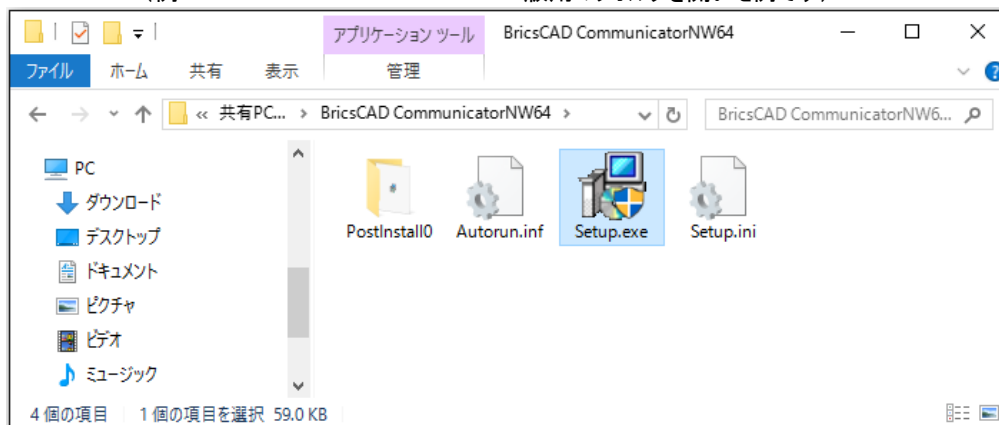 アプリケーション ツール
BricsCAD CommunicatorNW64
ファイル
ホーム
共有
表示
管理
« 共有PC... › BricsCAD CommunicatorNW64 ›
BricsCAD CommunicatorNW6...
PC
ダウンロード
デスクトップ
ドキュメント
ピクチャ
ビデオ
ミュージック
PostInstall0
Autorun.inf
Setup.exe
Setup.ini
4 個の項目
1 個の項目を選択 59.0 KB